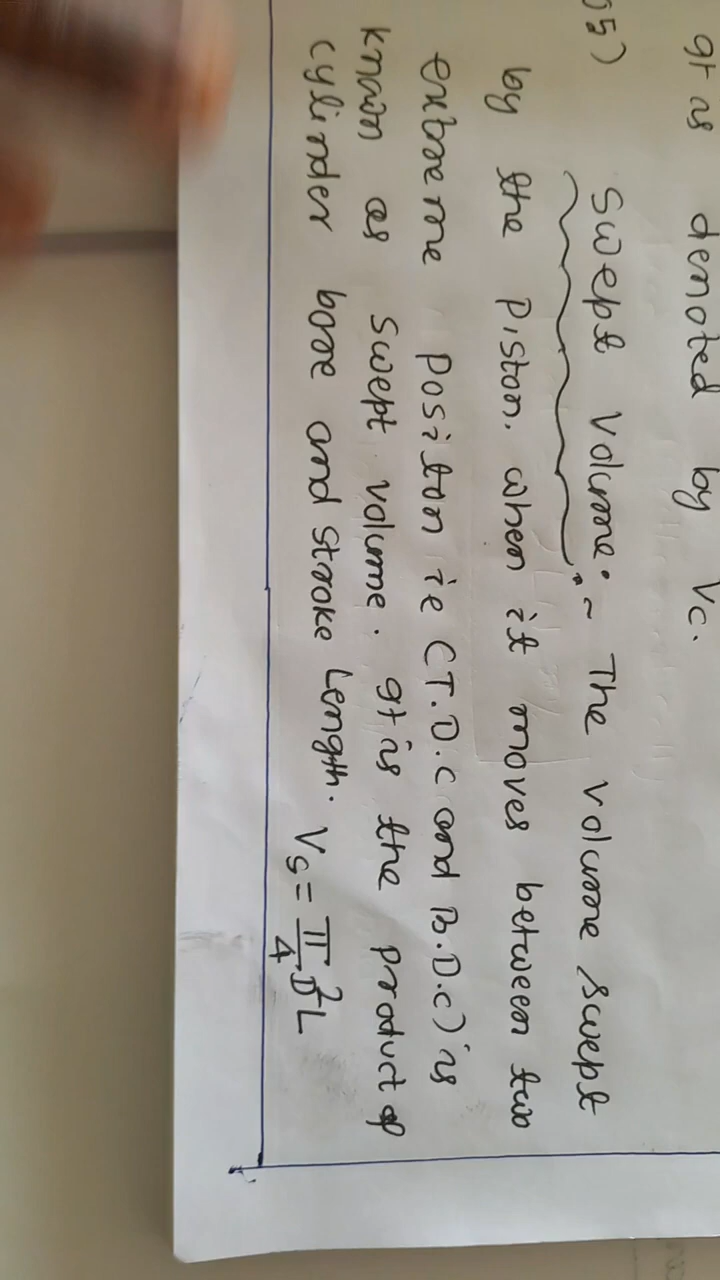 It is denoted by Vc.
05) Swept volume:~ The volume swept
by the piston. when it moves between two
extreme position ie (T.D.C and B.D.C) is
known as swept volume. It is the product of
cylinder bore and stroke Length. Vs = π/4 D²L